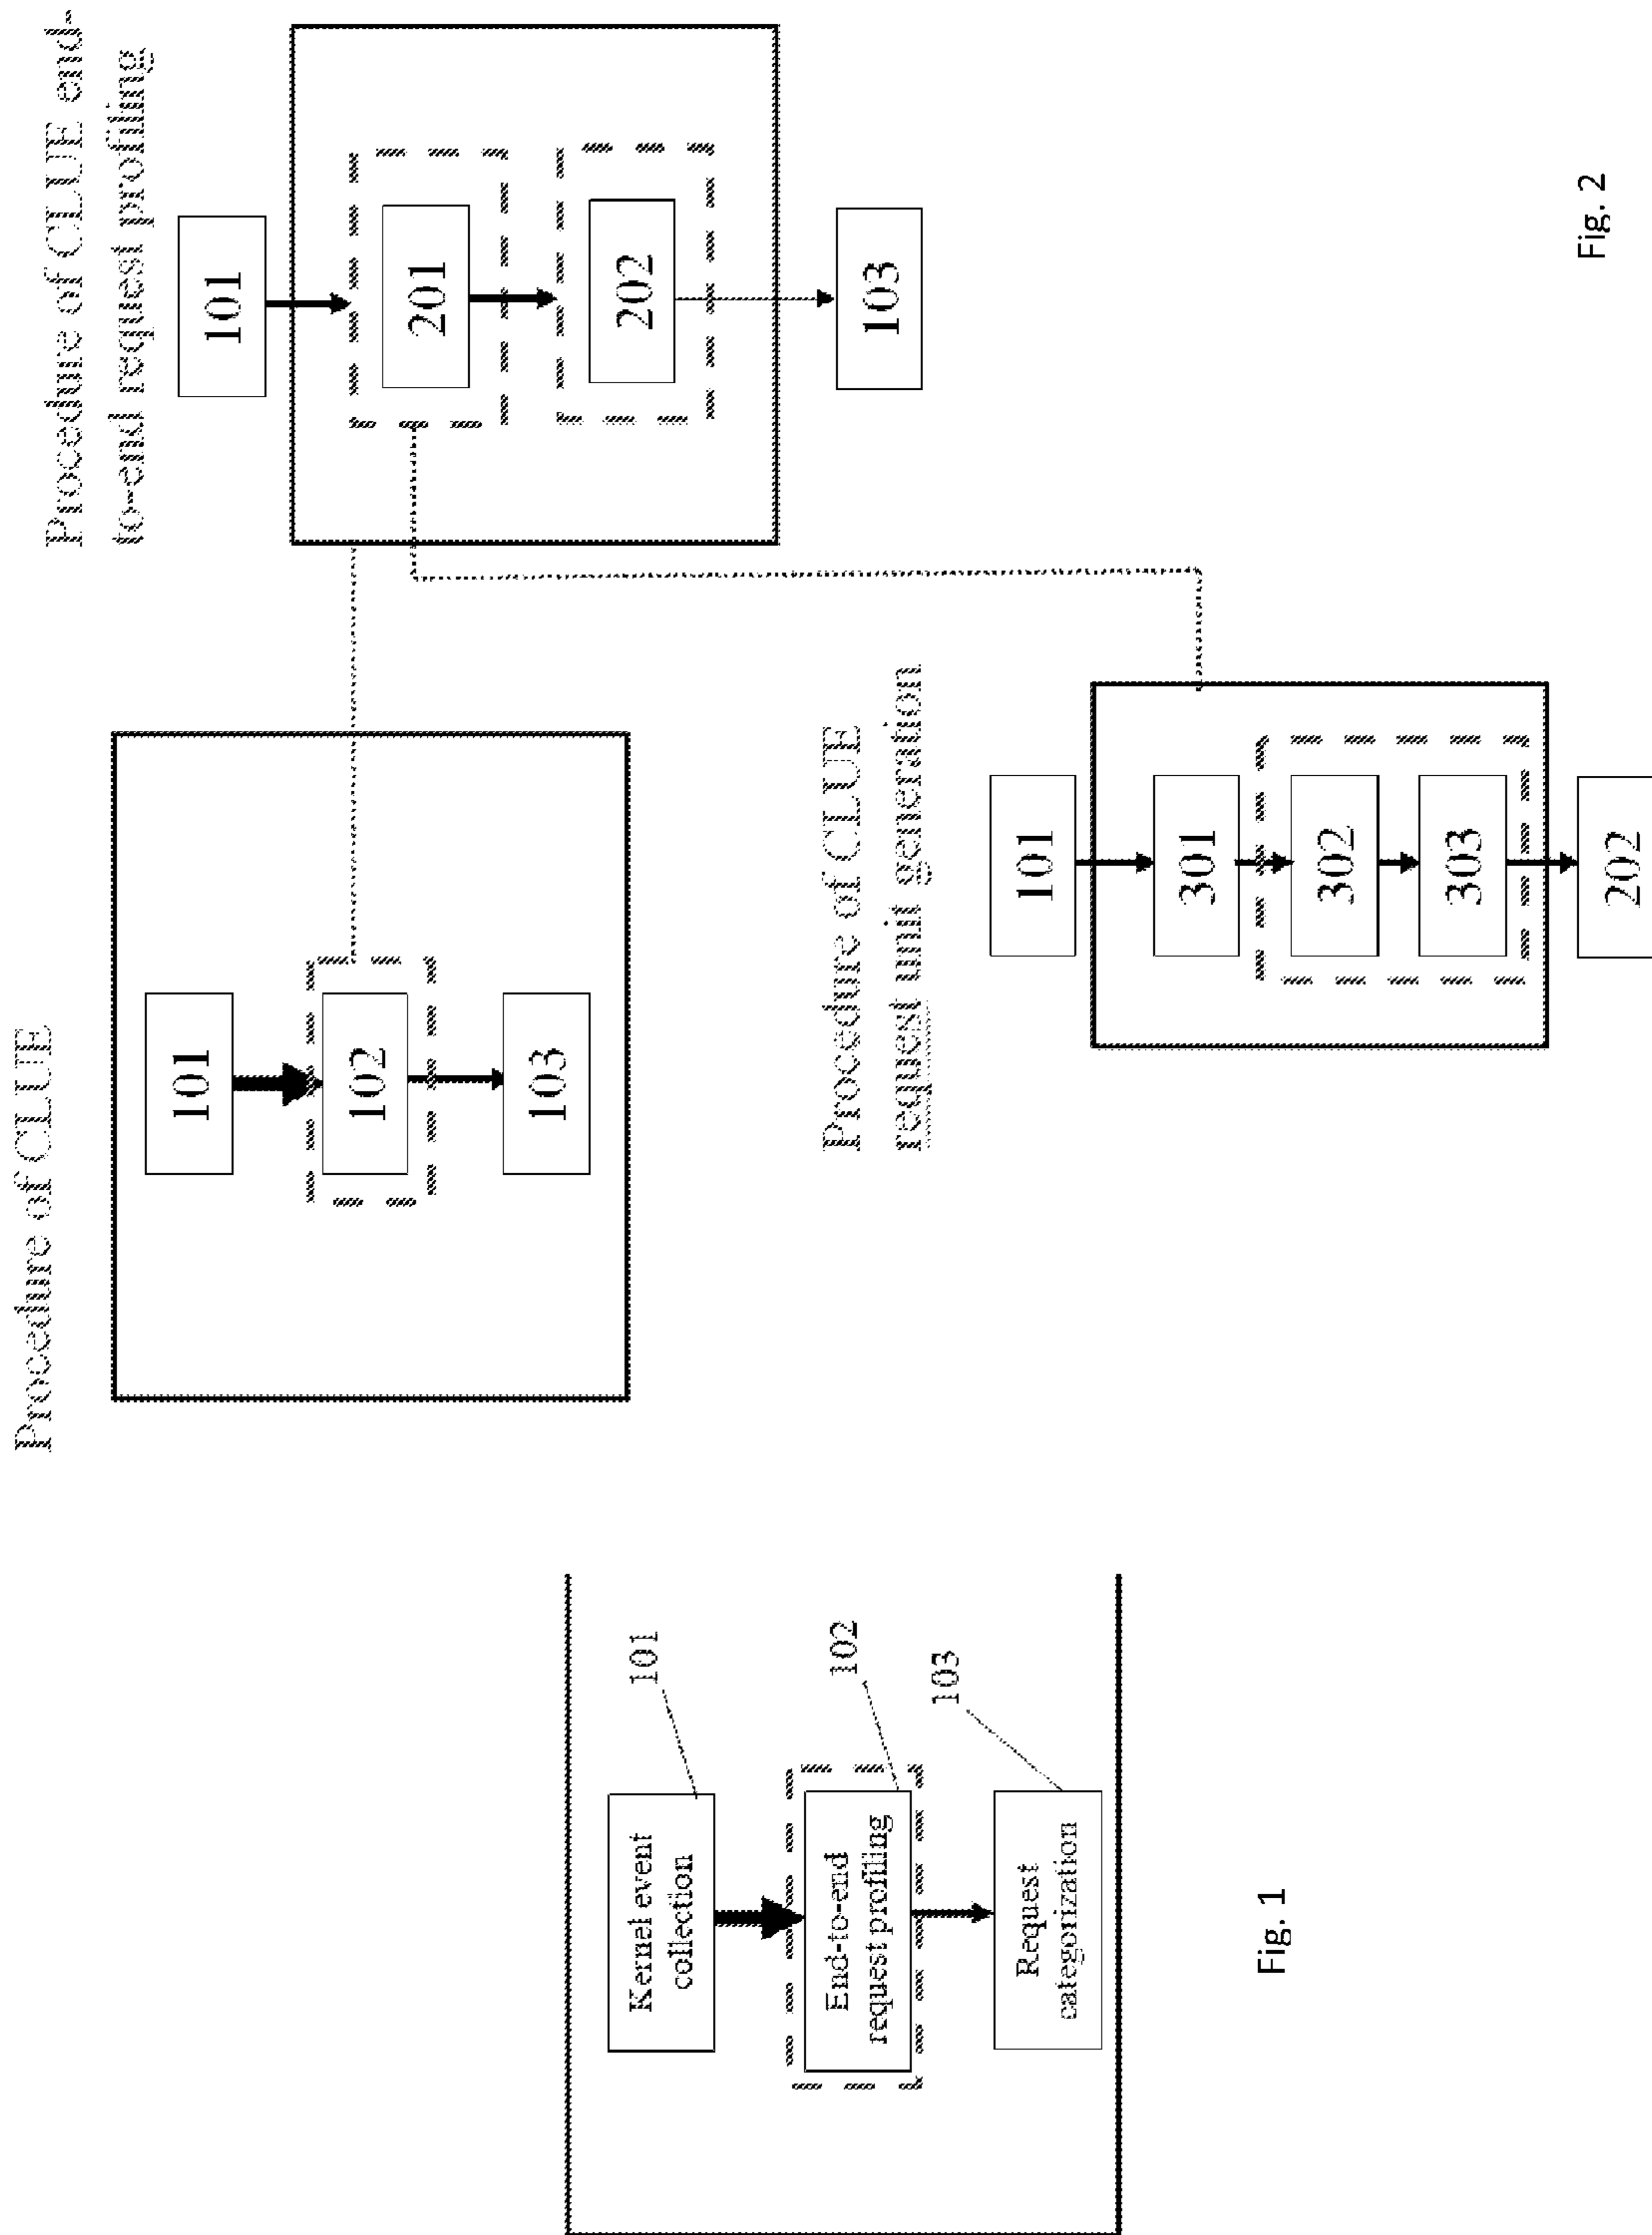 Kernel event
collection
101
End-to-end
request profiling
102
Request
categorization
103
Fig. 1
Procedure of CLUE
101
102
103
Procedure of CLUE end-
to-end request profiling
101
201
202
103
Procedure of CLUE
request unit generation
101
301
302
303
202
Fig. 2